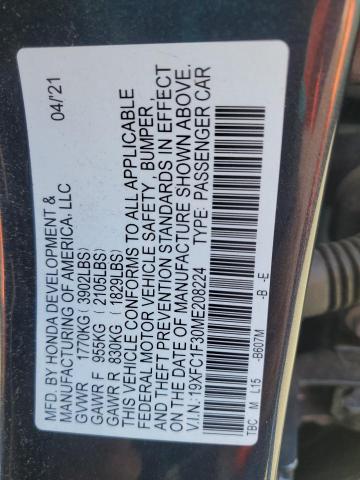 MFD. BY HONDA DEVELOPMENT & 04/'21
MANUFACTURING OF AMERICA, LLC
GVWR 1770KG (3902LBS)
GAWR F 955KG (2105LBS)
GAWR R 830KG (1829LBS)
THIS VEHICLE CONFORMS TO ALL APPLICABLE
FEDERAL MOTOR VEHICLE SAFETY, BUMPER,
AND THEFT PREVENTION STANDARDS IN EFFECT
ON THE DATE OF MANUFACTURE SHOWN ABOVE.
V.I.N.:19XFC1F30ME208224 TYPE: PASSENGER CAR
TBC M L15 -B607M -B -E